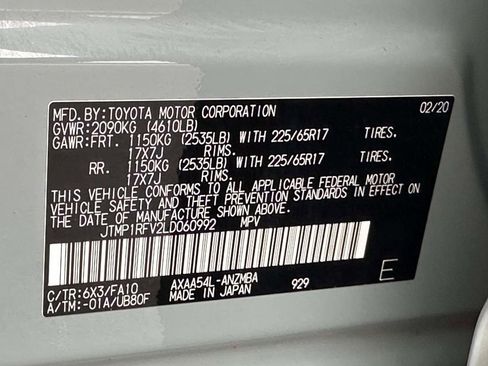 MFD. BY: TOYOTA MOTOR CORPORATION 02/20
GVWR: 2090KG (4610LB)
GAWR: FRT. 1150KG (2535LB) WITH 225/65R17 TIRES.
17X7J RIMS.
RR. 1150KG (2535LB) WITH 225/65R17 TIRES.
17X7J RIMS.
THIS VEHICLE CONFORMS TO ALL APPLICABLE FEDERAL MOTOR
VEHICLE SAFETY AND THEFT PREVENTION STANDARDS IN EFFECT ON
THE DATE OF MANUFACTURE SHOWN ABOVE.
JTMP1RFV2LD060992 MPV
C/TR: 6X3/FA10 AXAA54L-ANZMBA 929 E
A/TM: -01A/UB80F MADE IN JAPAN